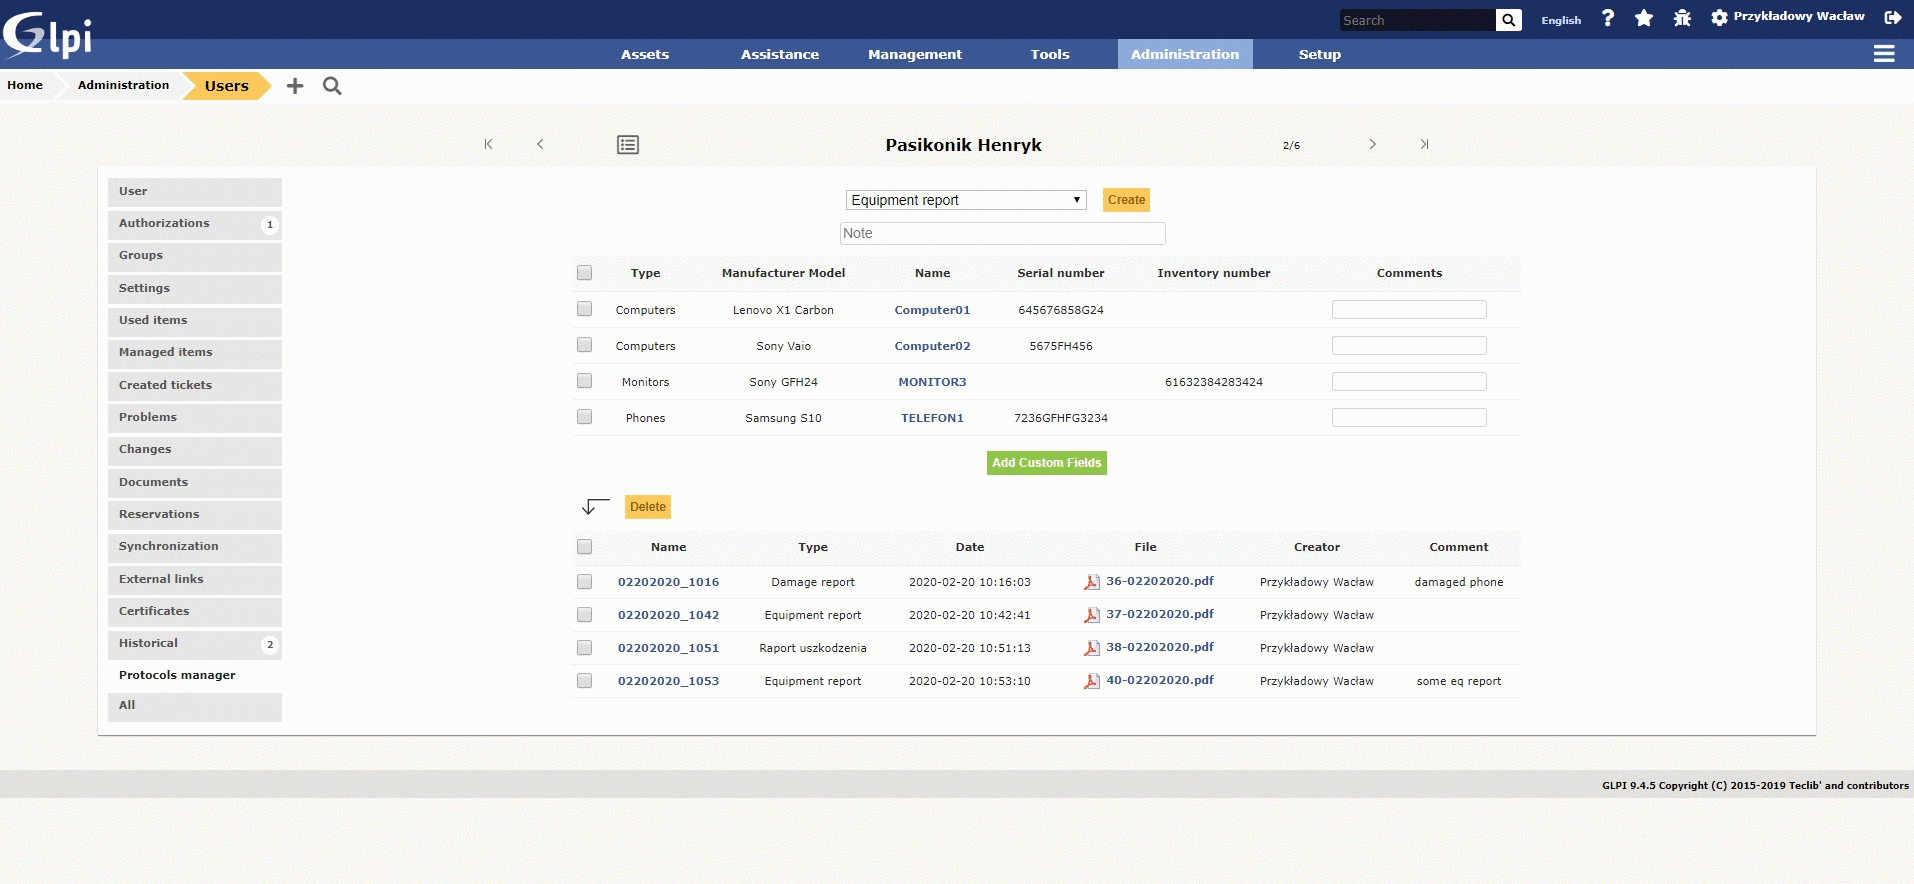 Glpi
Search
English
?
Przykładowy Wacław
Assets
Assistance
Management
Tools
Administration
Setup
Home
Administration
Users
Pasikonik Henryk
2/6
User
Authorizations 1
Groups
Settings
Used items
Managed items
Created tickets
Problems
Changes
Documents
Reservations
Synchronization
External links
Certificates
Historical 2
Protocols manager
All
Equipment report
Create
Note
Type Manufacturer Model Name Serial number Inventory number Comments
Computers Lenovo X1 Carbon Computer01 645676858G24
Computers Sony Vaio Computer02 5675FH456
Monitors Sony GFH24 MONITOR3 61632384283424
Phones Samsung S10 TELEFON1 7236GFHFG3234
Add Custom Fields
Delete
Name Type Date File Creator Comment
02202020_1016 Damage report 2020-02-20 10:16:03 36-02202020.pdf Przykładowy Wacław damaged phone
02202020_1042 Equipment report 2020-02-20 10:42:41 37-02202020.pdf Przykładowy Wacław
02202020_1051 Raport uszkodzenia 2020-02-20 10:51:13 38-02202020.pdf Przykładowy Wacław
02202020_1053 Equipment report 2020-02-20 10:53:10 40-02202020.pdf Przykładowy Wacław some eq report
GLPI 9.4.5 Copyright (C) 2015-2019 Teclib' and contributors